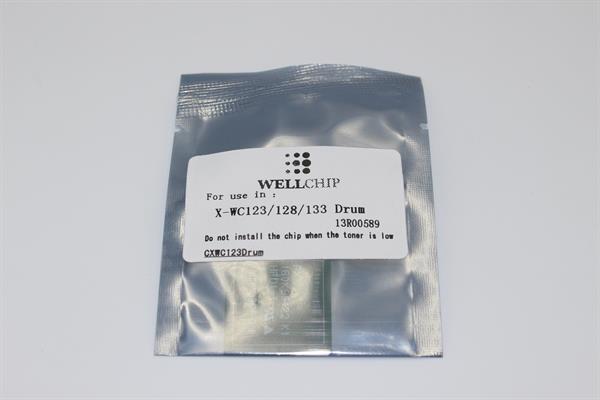 WELLCHIP
For use in :
X-WC123/128/133 Drum
13R00589
Do not install the chip when the toner is low
CXWC123Drum